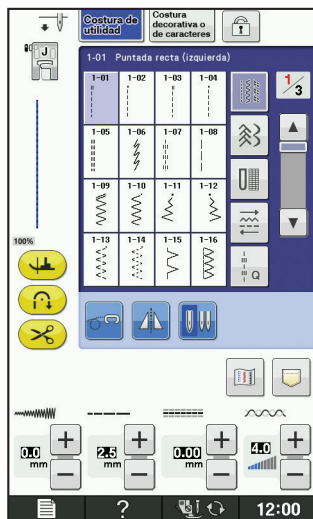 Costura de
utilidad
Costura
decorativa o
de caracteres
J
1-01 Puntada recta (izquierda)
1/3
1-01 1-02 1-03 1-04
1-05 1-06 1-07 1-08
1-09 1-10 1-11 1-12
1-13 1-14 1-15 1-16
Q
100%
0.0 mm
2.5 mm
0.00 mm
4.0
?
12:00